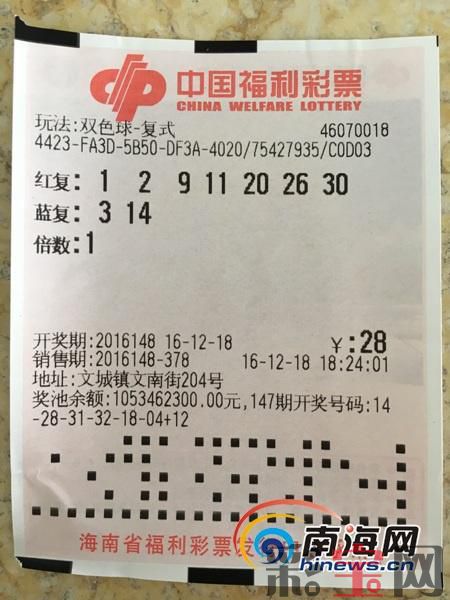 中国福利彩票
CHINA WELFARE LOTTERY
玩法:双色球-复式 46070018
4423-FA3D-5B50-DF3A-4020/75427935/C0D03
红复: 1 2 9 11 20 26 30
蓝复: 3 14
倍数: 1
开奖期:2016148 16-12-18 ¥:28
销售期:2016148-378 16-12-18 18:24:01
地址:文城镇文南街204号
奖池余额:1053462300.00元,147期开奖号码:14
-28-31-32-18-04+12
南海网
hinews.cn
海南省福利彩票发
彩宝网